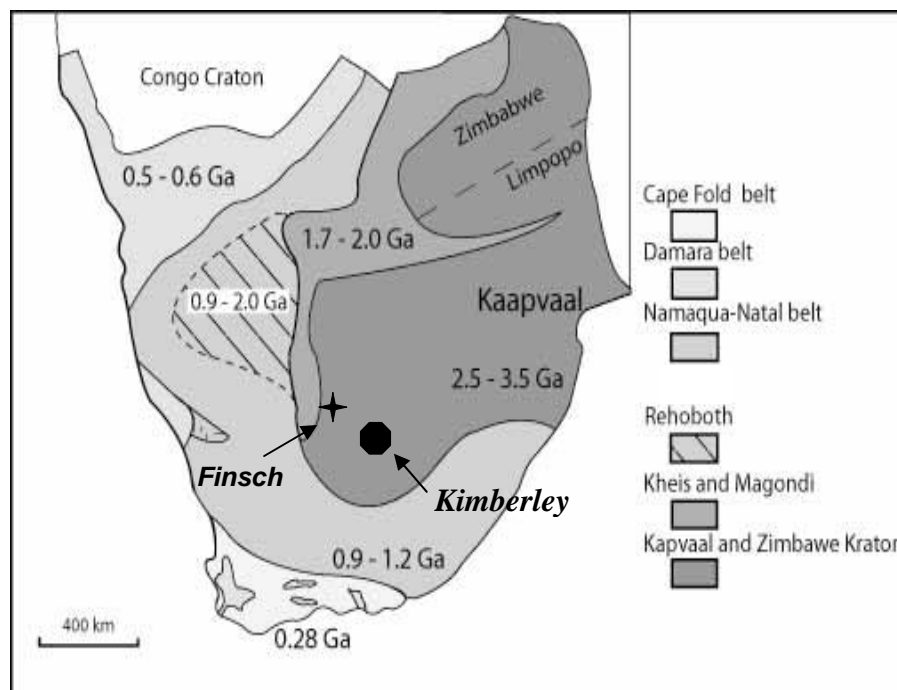 Congo Craton
Zimbabwe
Limpopo
0.5 - 0.6 Ga
1.7 - 2.0 Ga
0.9 - 2.0 Ga
Kaapvaal
2.5 - 3.5 Ga
Finsch
Kimberley
0.9 - 1.2 Ga
0.28 Ga
400 km
Cape Fold belt
Damara belt
Namaqua-Natal belt
Rehoboth
Kheis and Magondi
Kapvaal and Zimbawe Kraton